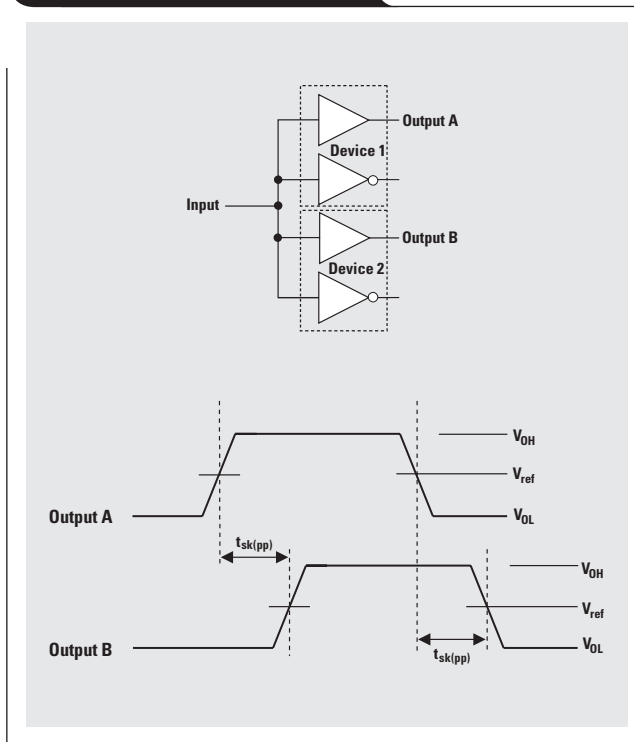 Output A
Device 1
Input
Output B
Device 2
V_OH
V_ref
Output A
V_OL
t_sk(pp)
V_OH
V_ref
Output B
V_OL
t_sk(pp)